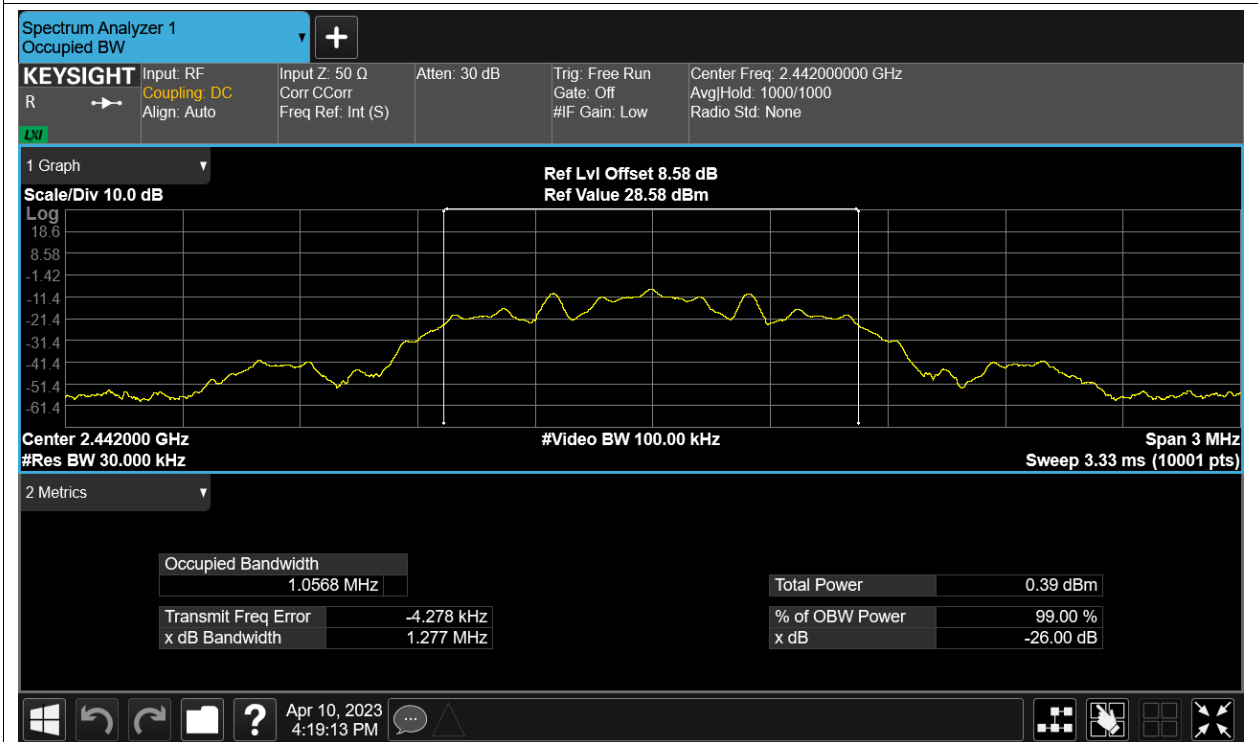 Spectrum Analyzer 1
Occupied BW
KEYSIGHT Input: RF Input Z: 50 Ω Atten: 30 dB Trig: Free Run Center Freq: 2.442000000 GHz
R Coupling: DC Corr CCorr Gate: Off Avg|Hold: 1000/1000
Align: Auto Freq Ref: Int (S) #IF Gain: Low Radio Std: None
LXI
1 Graph
Ref Lvl Offset 8.58 dB
Scale/Div 10.0 dB Ref Value 28.58 dBm
Log
18.6
8.58
-1.42
-11.4
-21.4
-31.4
-41.4
-51.4
-61.4
Center 2.442000 GHz #Video BW 100.00 kHz Span 3 MHz
#Res BW 30.000 kHz Sweep 3.33 ms (10001 pts)
2 Metrics
Occupied Bandwidth
1.0568 MHz Total Power 0.39 dBm
Transmit Freq Error -4.278 kHz % of OBW Power 99.00 %
x dB Bandwidth 1.277 MHz x dB -26.00 dB
? Apr 10, 2023
4:19:13 PM